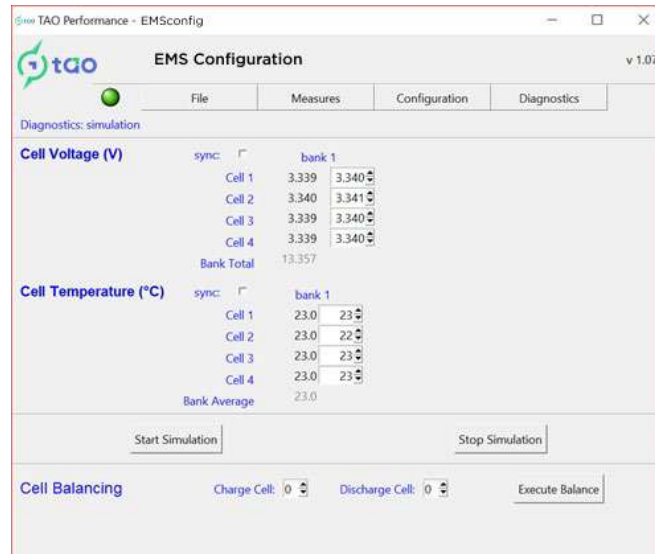 TAO Performance - EMSconfig
tao
EMS Configuration
v 1.07
File Measures Configuration Diagnostics
Diagnostics: simulation
Cell Voltage (V) sync: bank 1
Cell 1 3.339 3.340
Cell 2 3.340 3.341
Cell 3 3.339 3.340
Cell 4 3.339 3.340
Bank Total 13.357
Cell Temperature (°C) sync: bank 1
Cell 1 23.0 23
Cell 2 23.0 22
Cell 3 23.0 23
Cell 4 23.0 23
Bank Average 23.0
Start Simulation Stop Simulation
Cell Balancing Charge Cell: 0 Discharge Cell: 0 Execute Balance